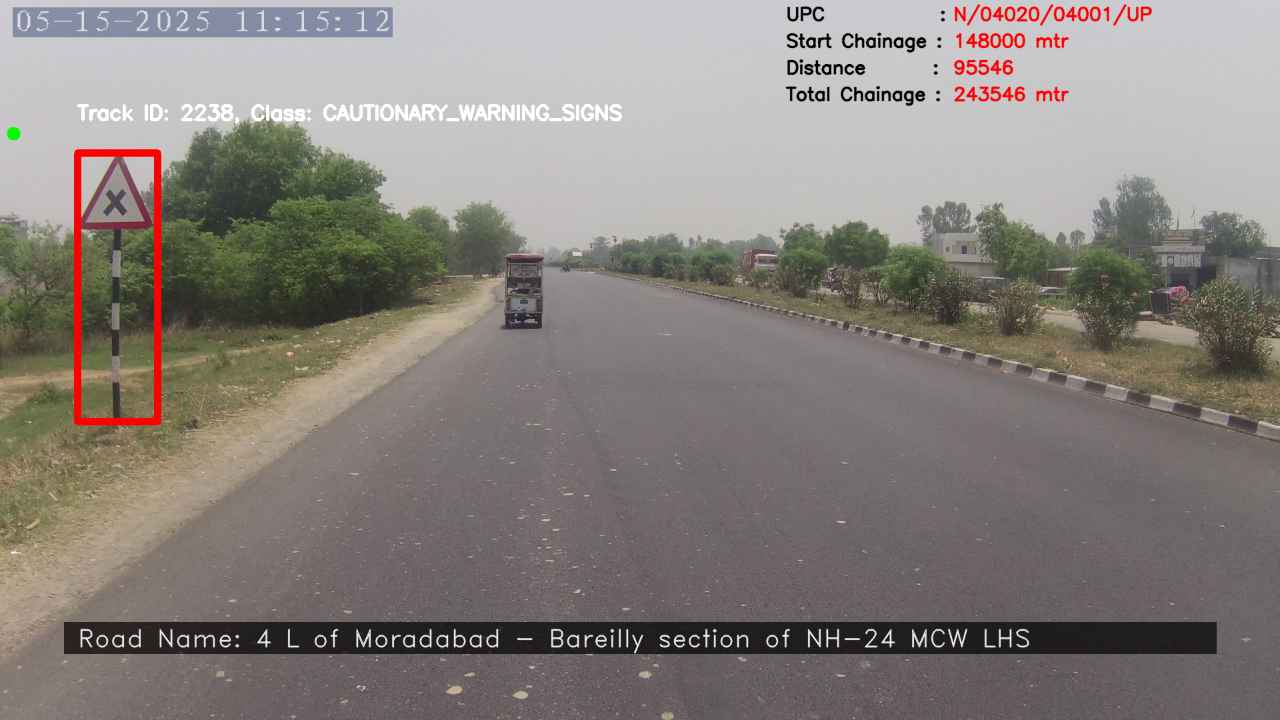 05-15-2025 11:15:12
UPC : N/04020/04001/UP
Start Chainage : 148000 mtr
Distance : 95546
Total Chainage : 243546 mtr
Track ID: 2238, Class: CAUTIONARY_WARNING_SIGNS
Road Name: 4 L of Moradabad - Bareilly section of NH-24 MCW LHS